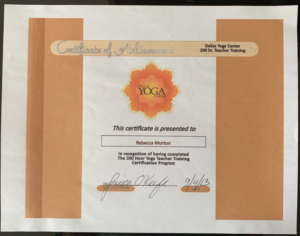 Certificate of Achievement
Dallas Yoga Center
200 hr. Teacher Training
YOGA
This certificate is presented to
Rebecca Morton
in recognition of having completed
The 200 Hour Yoga Teacher Training
Certification Program